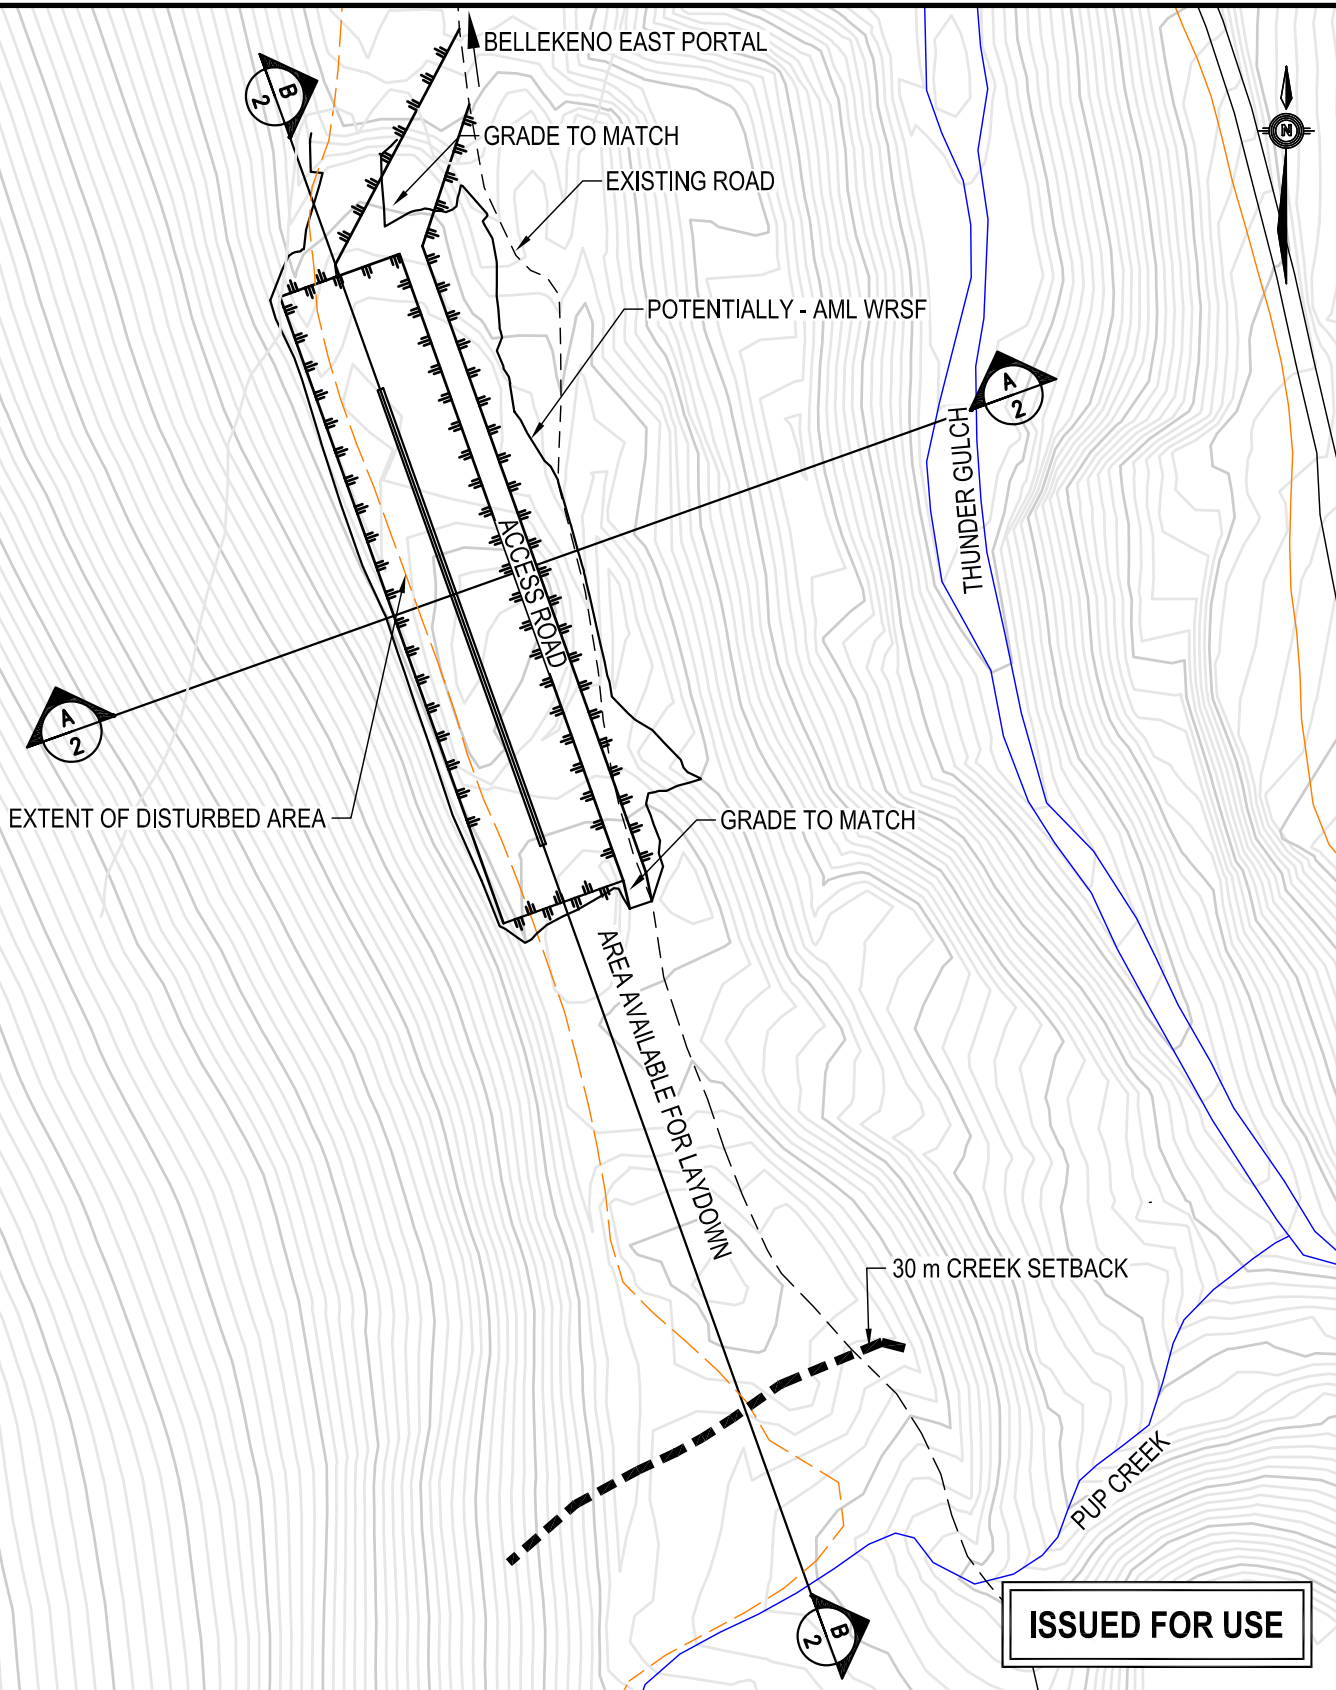 BELLEKENO EAST PORTAL
B
2
N
GRADE TO MATCH
EXISTING ROAD
POTENTIALLY - AML WRSF
A
2
THUNDER GULCH
ACCESS ROAD
A
2
EXTENT OF DISTURBED AREA
GRADE TO MATCH
AREA AVAILABLE FOR LAYDOWN
30 m CREEK SETBACK
PUP CREEK
B
2
ISSUED FOR USE